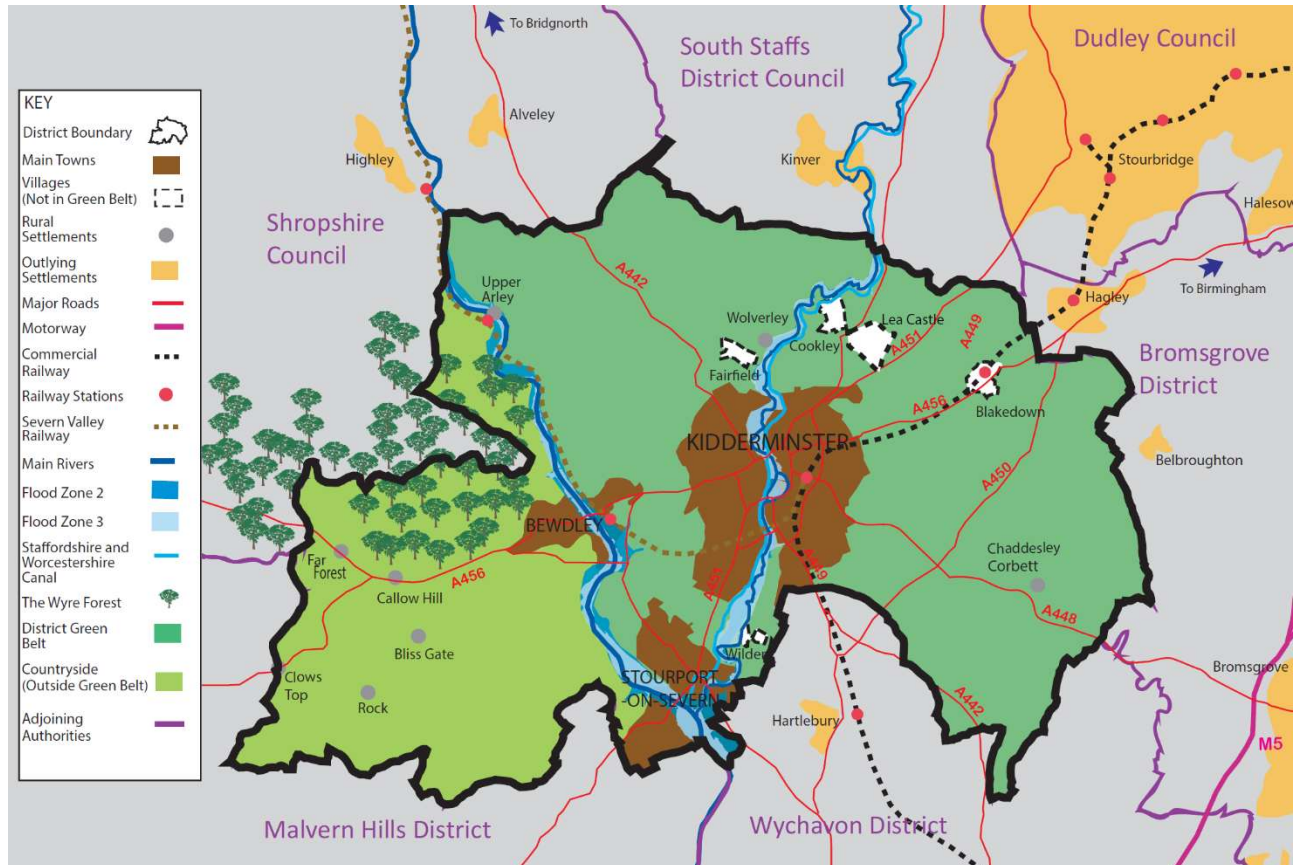 KEY
District Boundary
Main Towns
Villages
(Not in Green Belt)
Rural
Settlements
Outlying
Settlements
Major Roads
Motorway
Commercial
Railway
Railway Stations
Severn Valley
Railway
Main Rivers
Flood Zone 2
Flood Zone 3
Staffordshire and
Worcestershire
Canal
The Wyre Forest
District Green
Belt
Countryside
(Outside Green Belt)
Adjoining
Authorities
To Bridgnorth
South Staffs
District Council
Dudley Council
Alveley
Highley
Kinver
Stourbridge
Shropshire
Council
A442
Upper
Arley
Wolverley
Cookley
Lea Castle
A451
A449
Fairfield
Hagley
To Birmingham
Bromsgrove
District
Blakedown
A456
KIDDERMINSTER
Belbroughton
A450
BEWDLEY
Far
Forest
A456
Callow Hill
A451
A449
Chaddesley
Corbett
A448
Bliss Gate
Wilden
Clows
Top
Rock
STOURPORT
-ON-SEVERN
Hartlebury
A442
Bromsgrove
M5
Malvern Hills District
Wychavon District